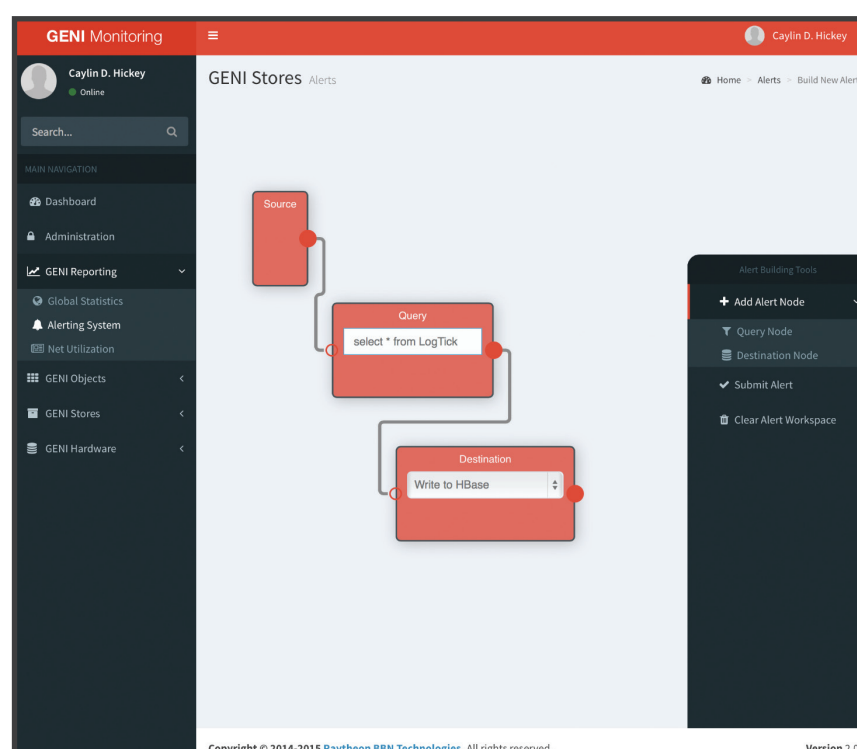 GENI Monitoring
Caylin D. Hickey
Caylin D. Hickey
Online
Search...
MAIN NAVIGATION
Dashboard
Administration
GENI Reporting
Global Statistics
Alerting System
Net Utilization
GENI Objects
GENI Stores
GENI Hardware
GENI Stores Alerts
Home > Alerts > Build New Alert
Source
Query
select * from LogTick
Destination
Write to HBase
Alert Building Tools
Add Alert Node
Query Node
Destination Node
Submit Alert
Clear Alert Workspace
Copyright © 2014-2015 Raytheon BBN Technologies. All rights reserved.
Version 2.0